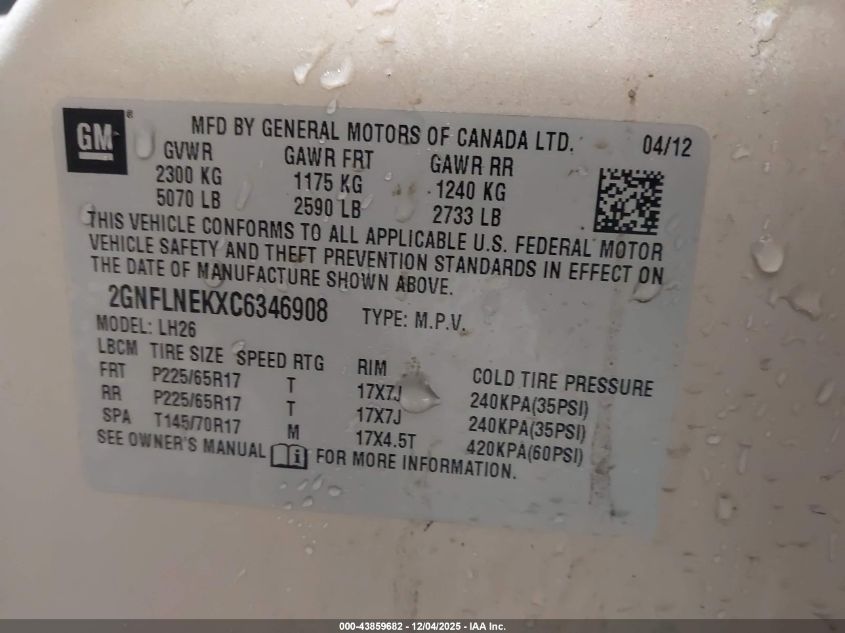 GM
MFD BY GENERAL MOTORS OF CANADA LTD. 04/12
GVWR GAWR FRT GAWR RR
2300 KG 1175 KG 1240 KG
5070 LB 2590 LB 2733 LB
THIS VEHICLE CONFORMS TO ALL APPLICABLE U.S. FEDERAL MOTOR
VEHICLE SAFETY AND THEFT PREVENTION STANDARDS IN EFFECT ON
THE DATE OF MANUFACTURE SHOWN ABOVE.
2GNFLNEKXC6346908 TYPE: M.P.V.
MODEL: LH26
LBCM TIRE SIZE SPEED RTG RIM COLD TIRE PRESSURE
FRT P225/65R17 T 17X7J 240KPA(35PSI)
RR P225/65R17 T 17X7J 240KPA(35PSI)
SPA T145/70R17 M 17X4.5T 420KPA(60PSI)
SEE OWNER'S MANUAL FOR MORE INFORMATION.
000-43859682 - 12/04/2025 - IAA Inc.